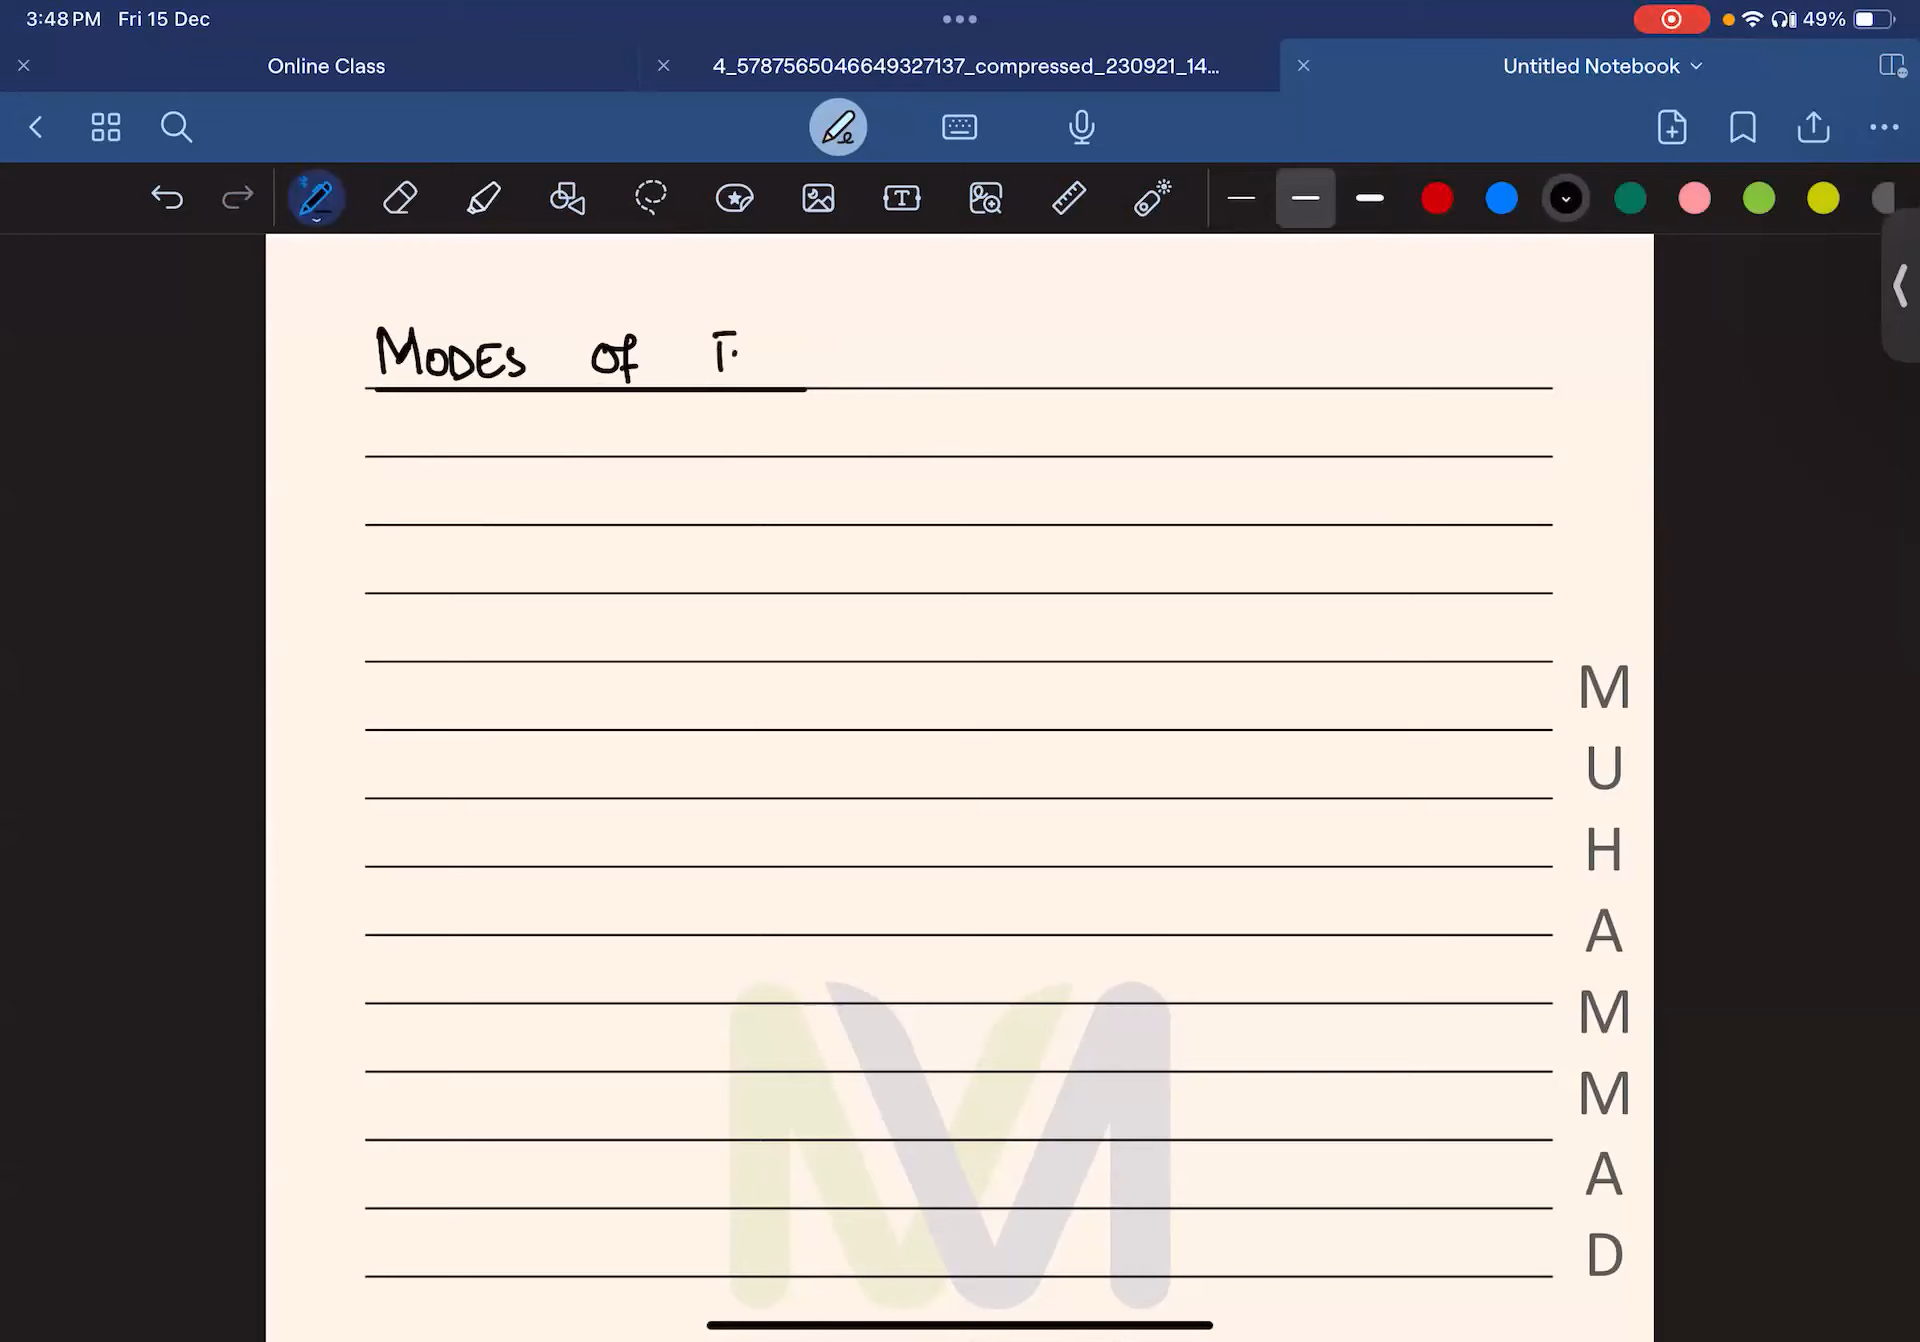 3:48 PM Fri 15 Dec
49%
Online Class
4_5787565046649327137_compressed_230921_14...
Untitled Notebook
MODES Of T.
M
U
H
A
M
M
A
D